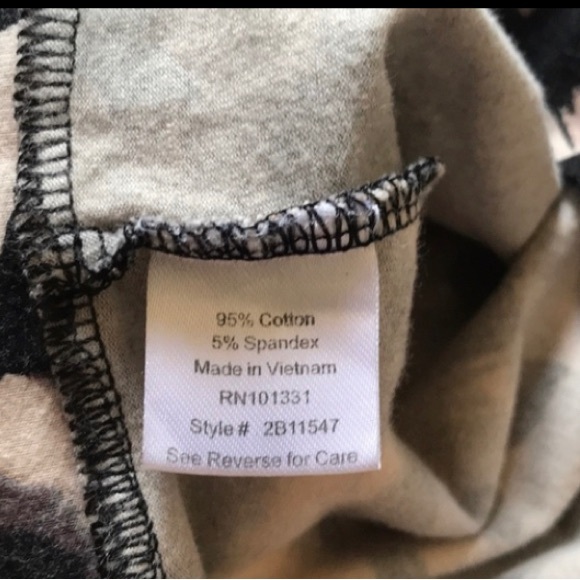 95% Cotton
5% Spandex
Made in Vietnam
RN101331
Style # 2B11547
See Reverse for Care